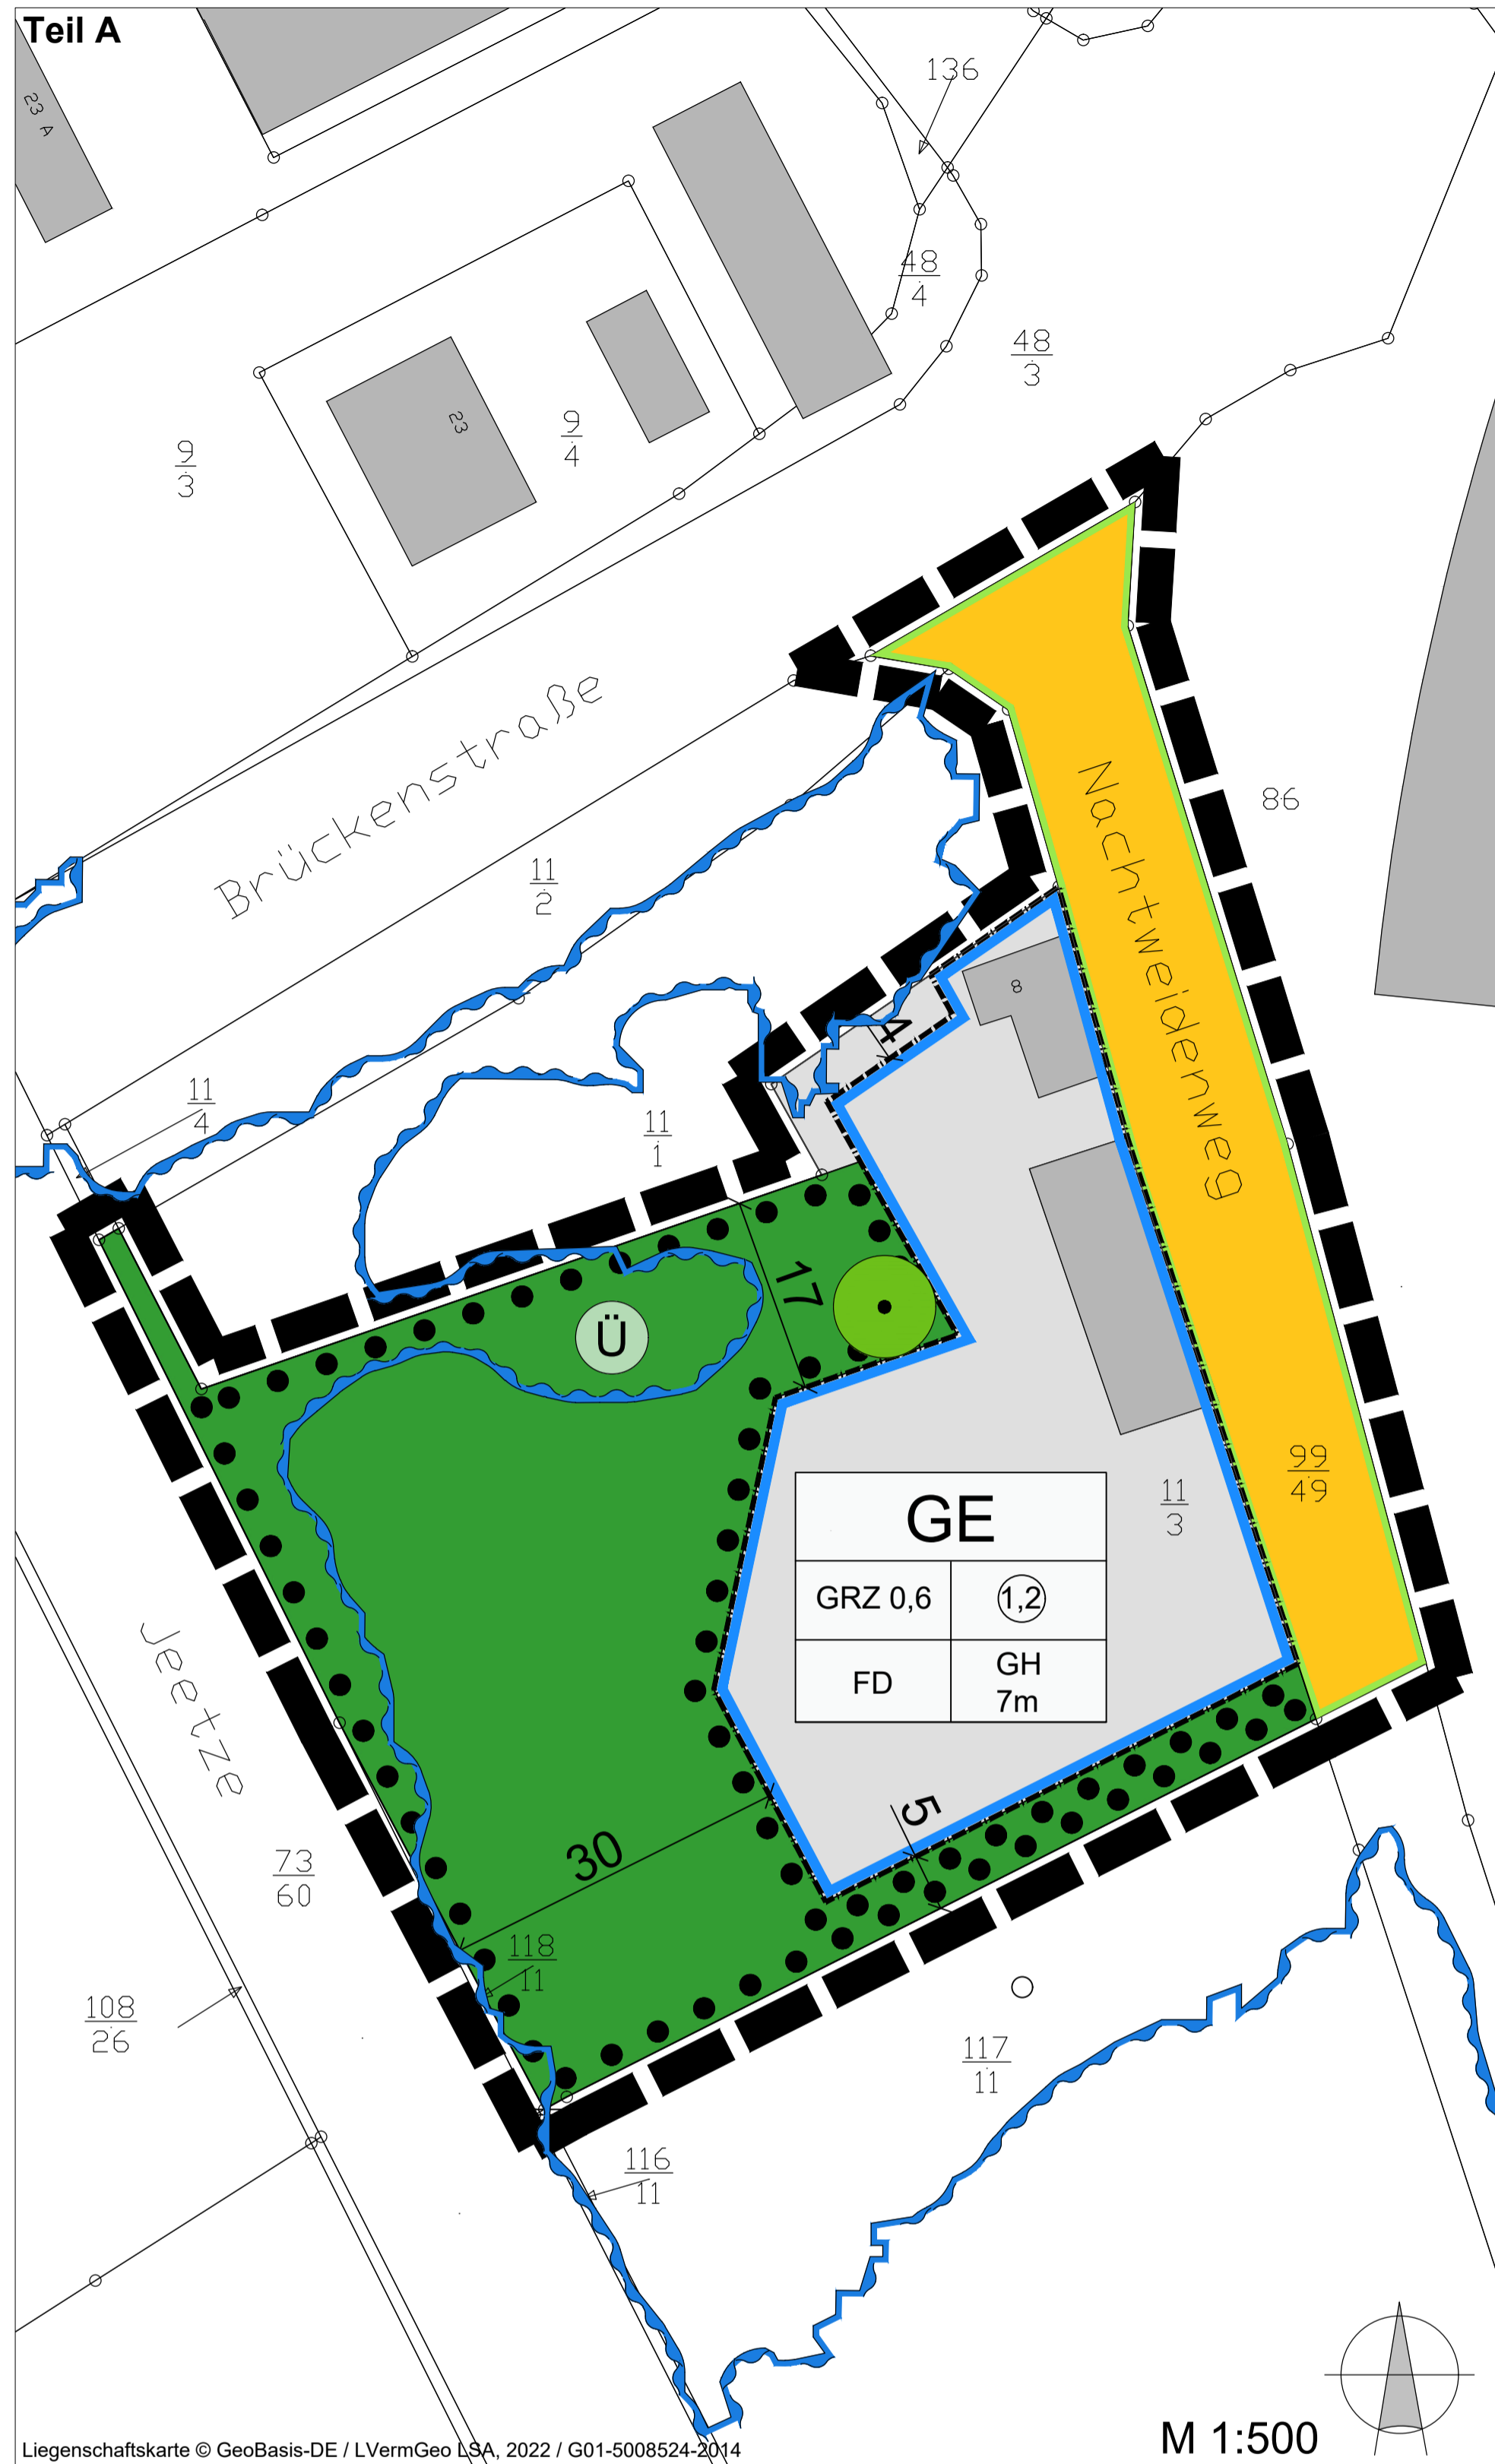 Teil A
23 A
136
48
4
48
3
23
9
4
9
3
Brückenstraße
Nachtweidenweg
86
11
2
8
4
11
4
11
1
17
Ü
99
49
11
3
GE
GRZ 0,6
1,2
FD
GH
7m
Jeetze
5
30
73
60
118
11
108
26
117
11
116
11
M 1:500
Liegenschaftskarte © GeoBasis-DE / LVermGeo LSA, 2022 / G01-5008524-2014